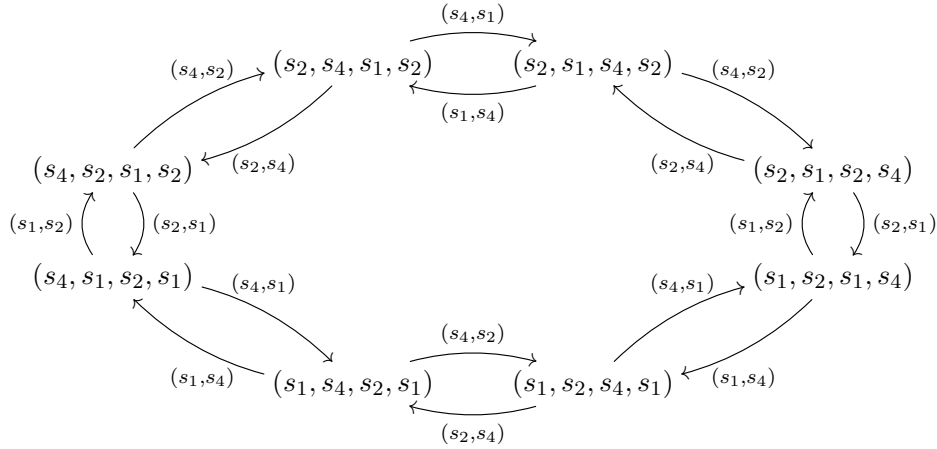 (s₄,s₁)
(s₂, s₄, s₁, s₂) (s₂, s₁, s₄, s₂)
(s₄,s₂) (s₄,s₂)
(s₁,s₄)
(s₂,s₄) (s₂,s₄)
(s₄, s₂, s₁, s₂) (s₂, s₁, s₂, s₄)
(s₁,s₂) (s₂,s₁) (s₁,s₂) (s₂,s₁)
(s₄, s₁, s₂, s₁) (s₁, s₂, s₁, s₄)
(s₄,s₁) (s₄,s₁)
(s₄,s₂)
(s₁,s₄) (s₁,s₄)
(s₁, s₄, s₂, s₁) (s₁, s₂, s₄, s₁)
(s₂,s₄)